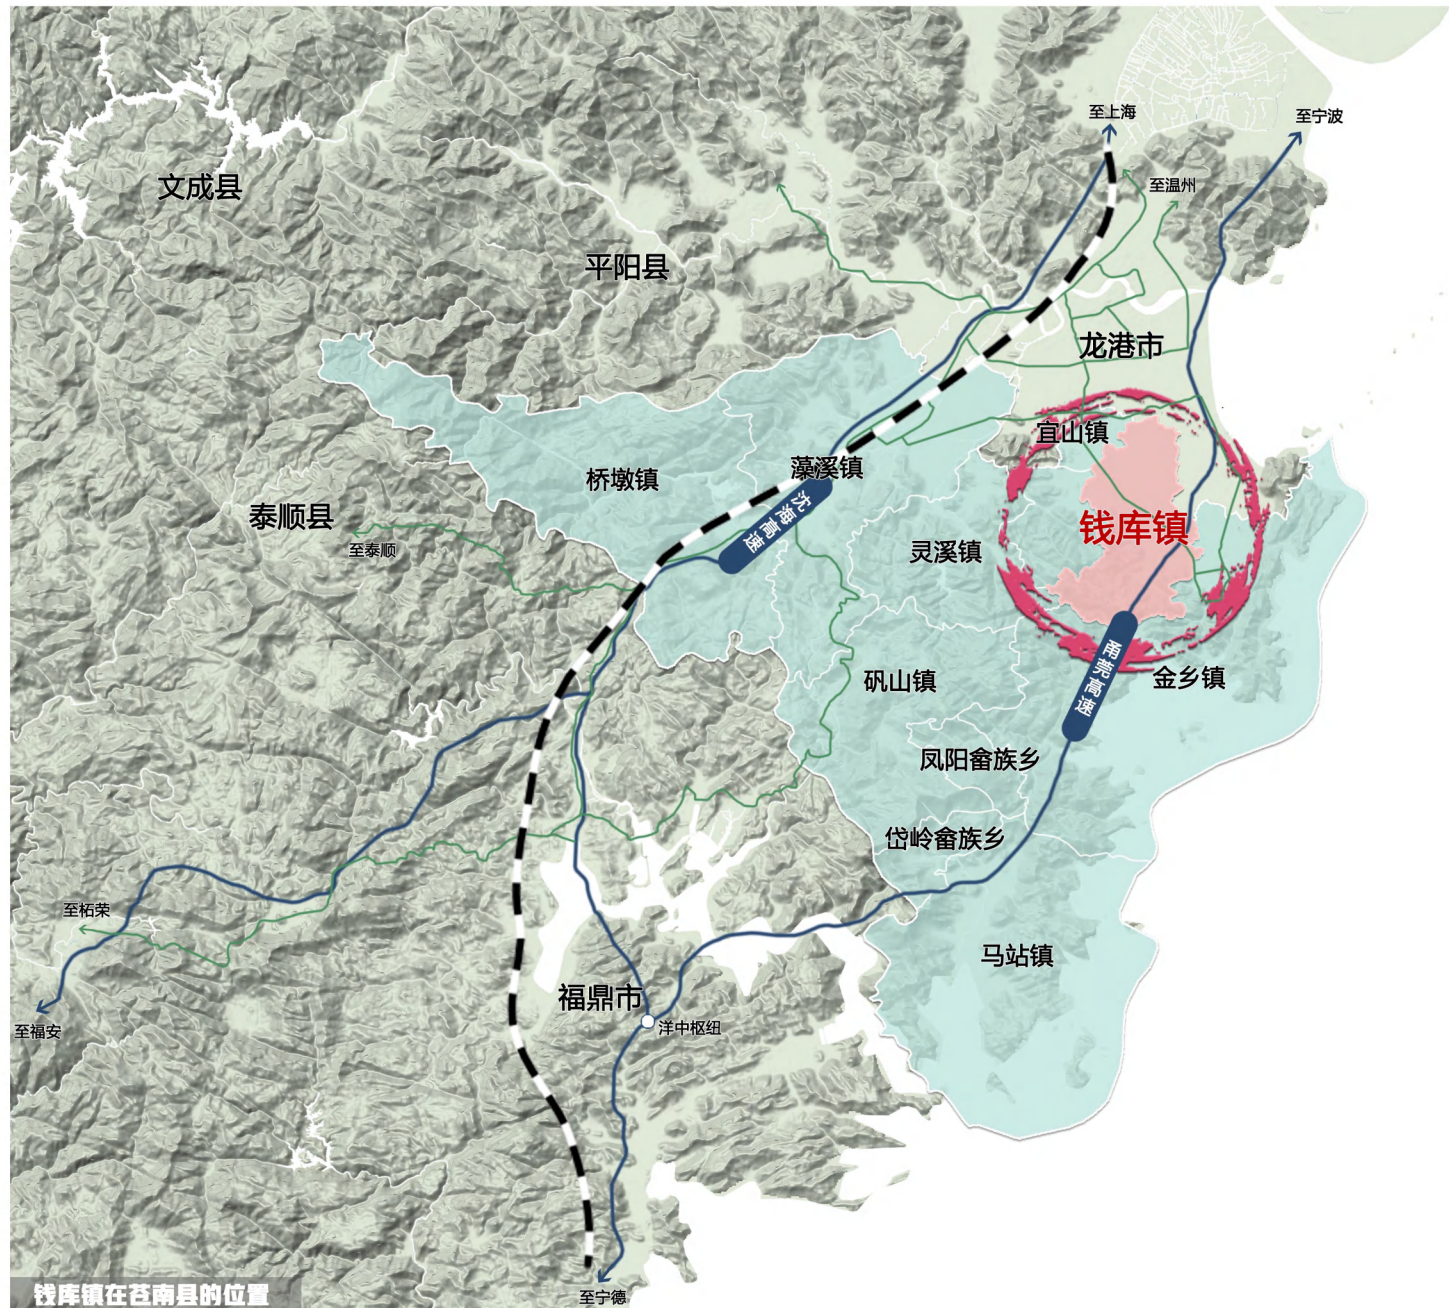 至上海
至宁波
至温州
文成县
平阳县
龙港市
宜山镇
藻溪镇
桥墩镇
沈海高速
泰顺县
至泰顺
钱库镇
灵溪镇
甬莞高速
金乡镇
矾山镇
凤阳畲族乡
岱岭畲族乡
至柘荣
马站镇
福鼎市
至福安
洋中枢纽
钱库镇在苍南县的位置
至宁德